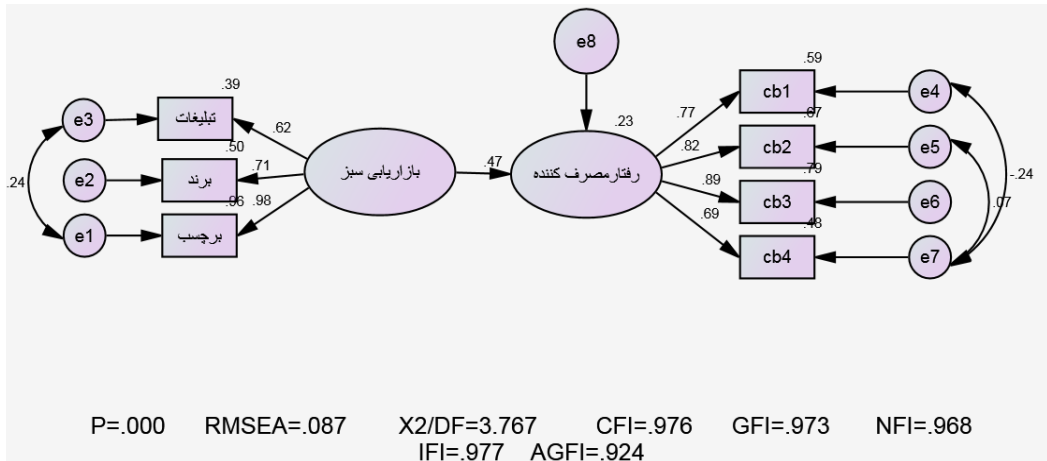 e8
.59
.39
cb1
e4
e3
تبلیغات
.62
.77
.23
.67
.50
.82
cb2
e5
.24
e2
برند
.71
بازاریابی سبز
.47
رفتارمصرف کننده
.79
-.24
.96
.98
.89
cb3
e6
.07
.69
.48
e1
برچسب
cb4
e7
P=.000 RMSEA=.087 X2/DF=3.767 CFI=.976 GFI=.973 NFI=.968
IFI=.977 AGFI=.924